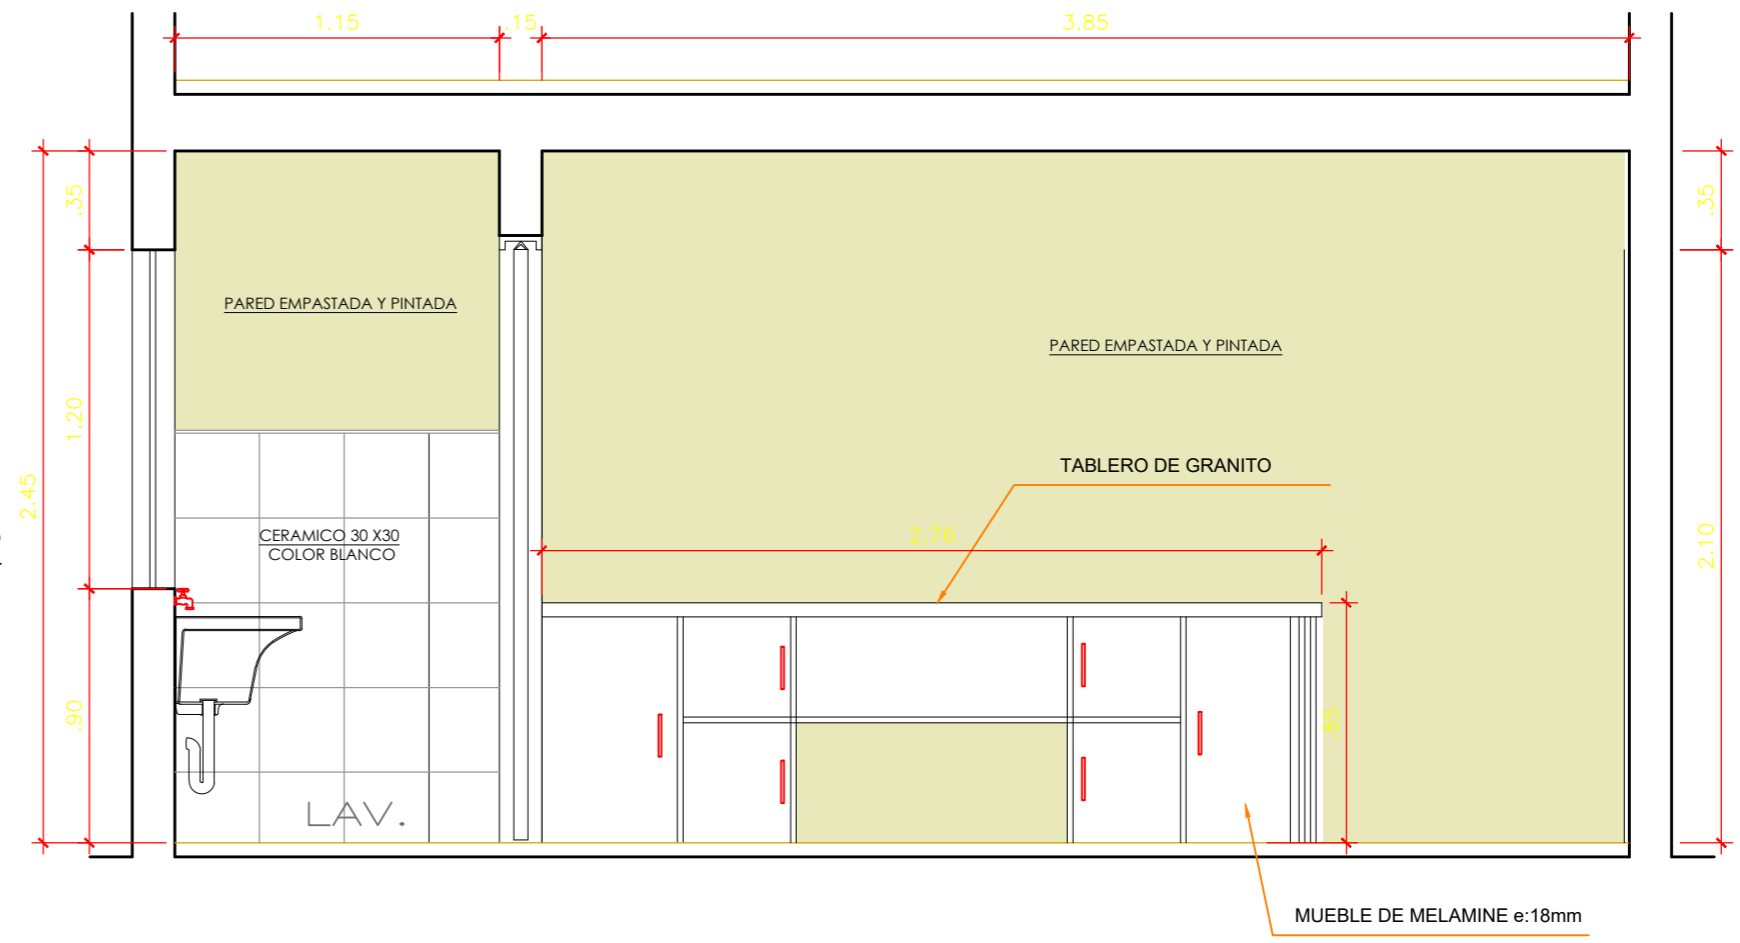 1.15
.15
3.85
.35
.35
PARED EMPASTADA Y PINTADA
PARED EMPASTADA Y PINTADA
1.20
TABLERO DE GRANITO
2.45
CERAMICO 30 X30
COLOR BLANCO
2.76
2.10
.90
.85
LAV.
MUEBLE DE MELAMINE e:18mm